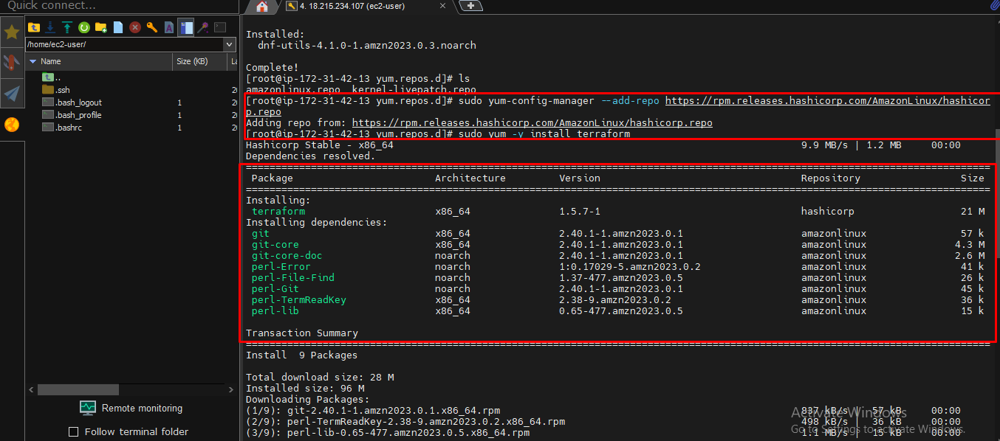 Quick connect...
4. 18.215.234.107 (ec2-user)
/home/ec2-user/
Name Size (KB) La
..
.ssh 20
.bash_logout 1 20
.bash_profile 1 20
.bashrc 1 20
Remote monitoring
Follow terminal folder
Installed:
dnf-utils-4.1.0-1.amzn2023.0.3.noarch
Complete!
[root@ip-172-31-42-13 yum.repos.d]# ls
amazonlinux.repo kernel-livepatch.repo
[root@ip-172-31-42-13 yum.repos.d]# sudo yum-config-manager --add-repo https://rpm.releases.hashicorp.com/AmazonLinux/hashicor
p.repo
Adding repo from: https://rpm.releases.hashicorp.com/AmazonLinux/hashicorp.repo
[root@ip-172-31-42-13 yum.repos.d]# sudo yum -y install terraform
Hashicorp Stable - x86_64 9.9 MB/s | 1.2 MB 00:00
Dependencies resolved.
Package Architecture Version Repository Size
Installing:
terraform x86_64 1.5.7-1 hashicorp 21 M
Installing dependencies:
git x86_64 2.40.1-1.amzn2023.0.1 amazonlinux 57 k
git-core x86_64 2.40.1-1.amzn2023.0.1 amazonlinux 4.3 M
git-core-doc noarch 2.40.1-1.amzn2023.0.1 amazonlinux 2.6 M
perl-Error noarch 1:0.17029-5.amzn2023.0.2 amazonlinux 41 k
perl-File-Find noarch 1.37-477.amzn2023.0.5 amazonlinux 26 k
perl-Git noarch 2.40.1-1.amzn2023.0.1 amazonlinux 45 k
perl-TermReadKey x86_64 2.38-9.amzn2023.0.2 amazonlinux 36 k
perl-lib x86_64 0.65-477.amzn2023.0.5 amazonlinux 15 k
Transaction Summary
Install 9 Packages
Total download size: 28 M
Installed size: 96 M
Downloading Packages:
(1/9): git-2.40.1-1.amzn2023.0.1.x86_64.rpm 837 kB/s | 57 kB 00:00
(2/9): perl-TermReadKey-2.38-9.amzn2023.0.2.x86_64.rpm 498 kB/s | 36 kB 00:00
(3/9): perl-lib-0.65-477.amzn2023.0.5.x86_64.rpm 1.1 MB/s | 15 kB 00:00
Activate Windows
Go to Settings to activate Windows.